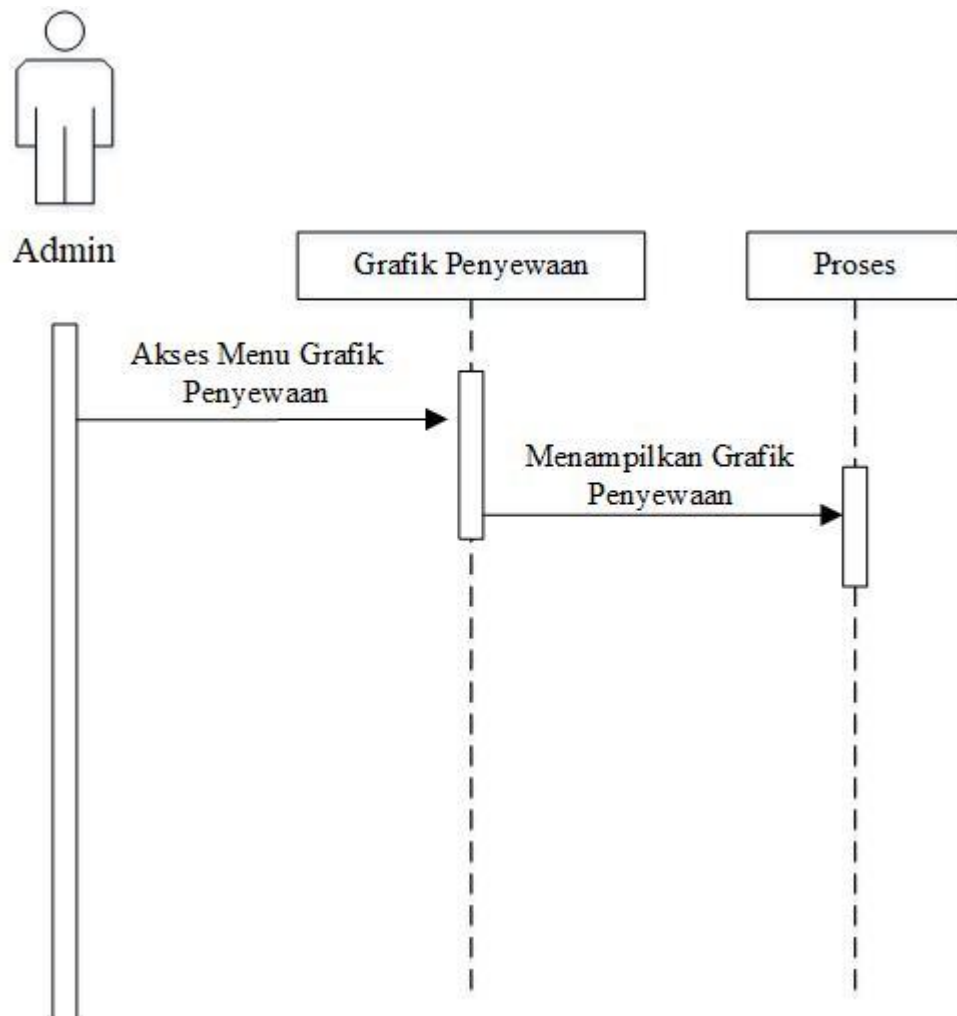 Admin
Grafik Penyewaan
Proses
Akses Menu Grafik
Penyewaan
Menampilkan Grafik
Penyewaan